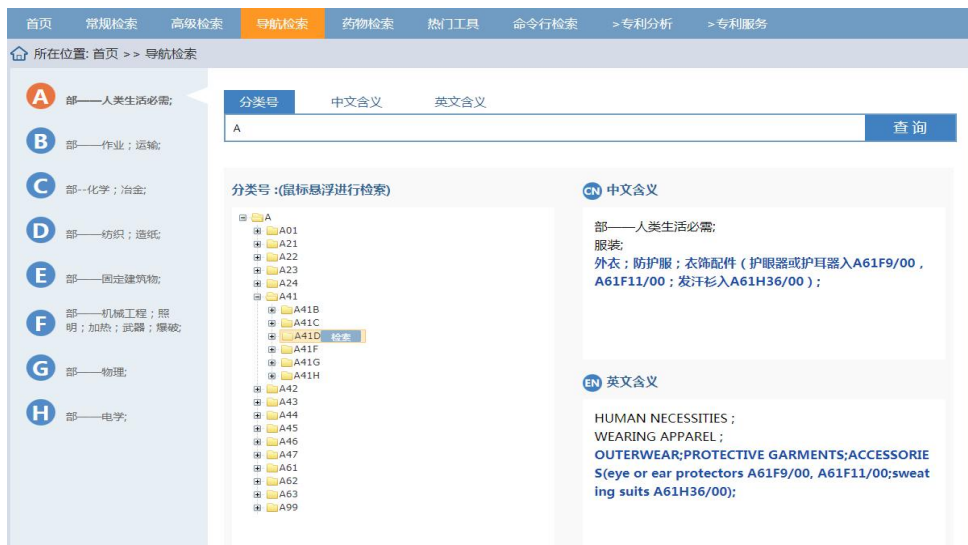 首页 常规检索 高级检索 导航检索 药物检索 热门工具 命令行检索 >专利分析 >专利服务
所在位置: 首页 >> 导航检索
A 部——人类生活必需;
B 部——作业；运输;
C 部--化学；冶金;
D 部——纺织；造纸;
E 部——固定建筑物;
F 部——机械工程；照
明；加热；武器；爆破;
G 部——物理;
H 部——电学;
分类号 中文含义 英文含义
A 查询
分类号 :(鼠标悬浮进行检索)
A
A01
A21
A22
A23
A24
A41
A41B
A41C
A41D 检索
A41F
A41G
A41H
A42
A43
A44
A45
A46
A47
A61
A62
A63
A99
CN 中文含义
部——人类生活必需;
服装;
外衣；防护服；衣饰配件（护眼器或护耳器入A61F9/00，
A61F11/00；发汗衫入A61H36/00）;
EN 英文含义
HUMAN NECESSITIES ;
WEARING APPAREL ;
OUTERWEAR;PROTECTIVE GARMENTS;ACCESSORIE
S(eye or ear protectors A61F9/00, A61F11/00;sweat
ing suits A61H36/00);